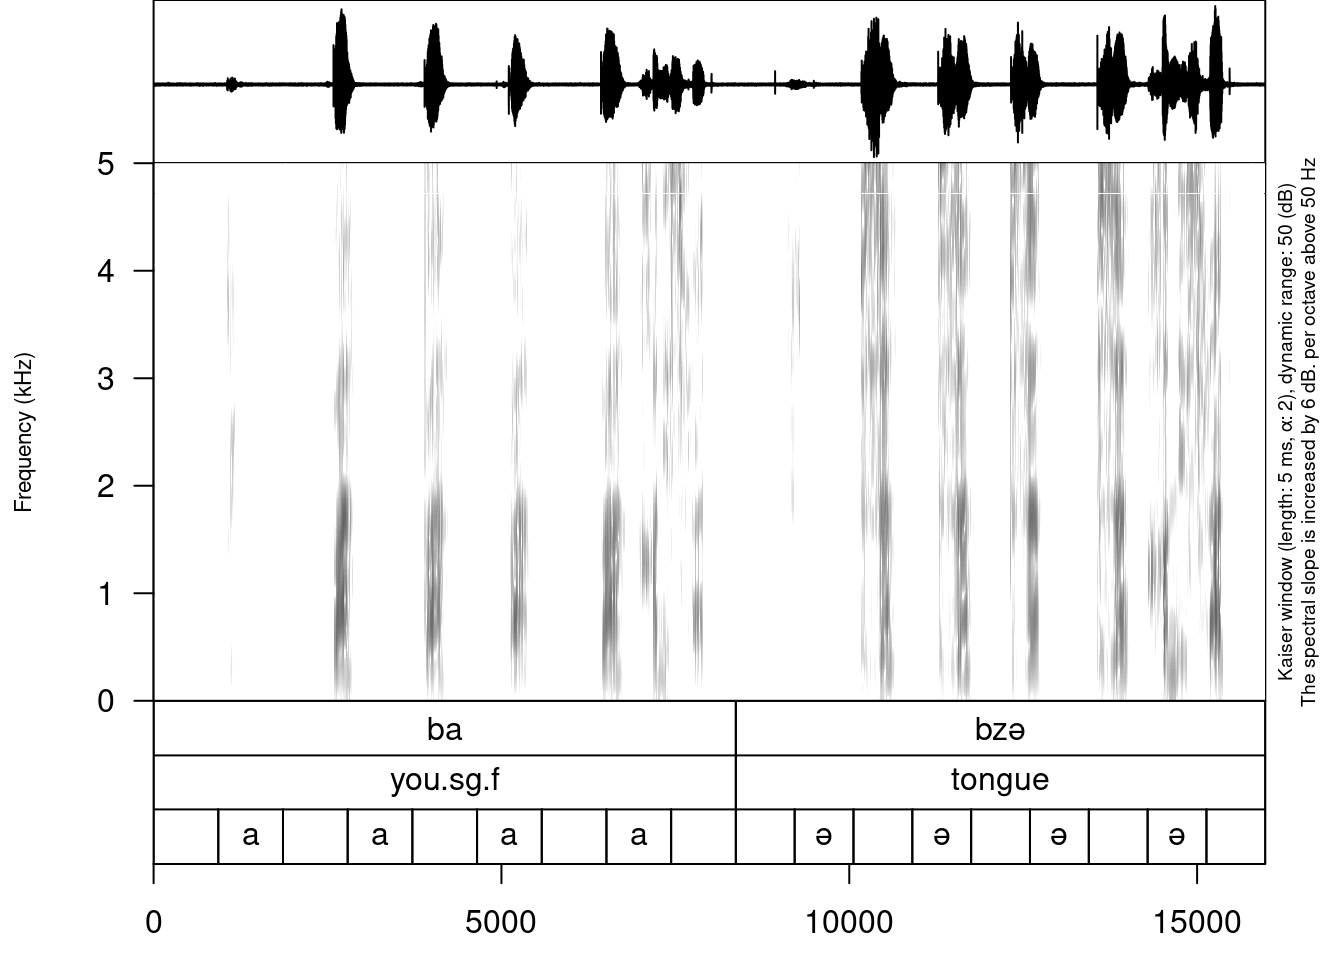 5
4
3
2
1
0
Frequency (kHz)
Kaiser window (length: 5 ms, α: 2), dynamic range: 50 (dB)
The spectral slope is increased by 6 dB. per octave above 50 Hz
ba bzə
you.sg.f tongue
a a a a ə ə ə ə
0 5000 10000 15000